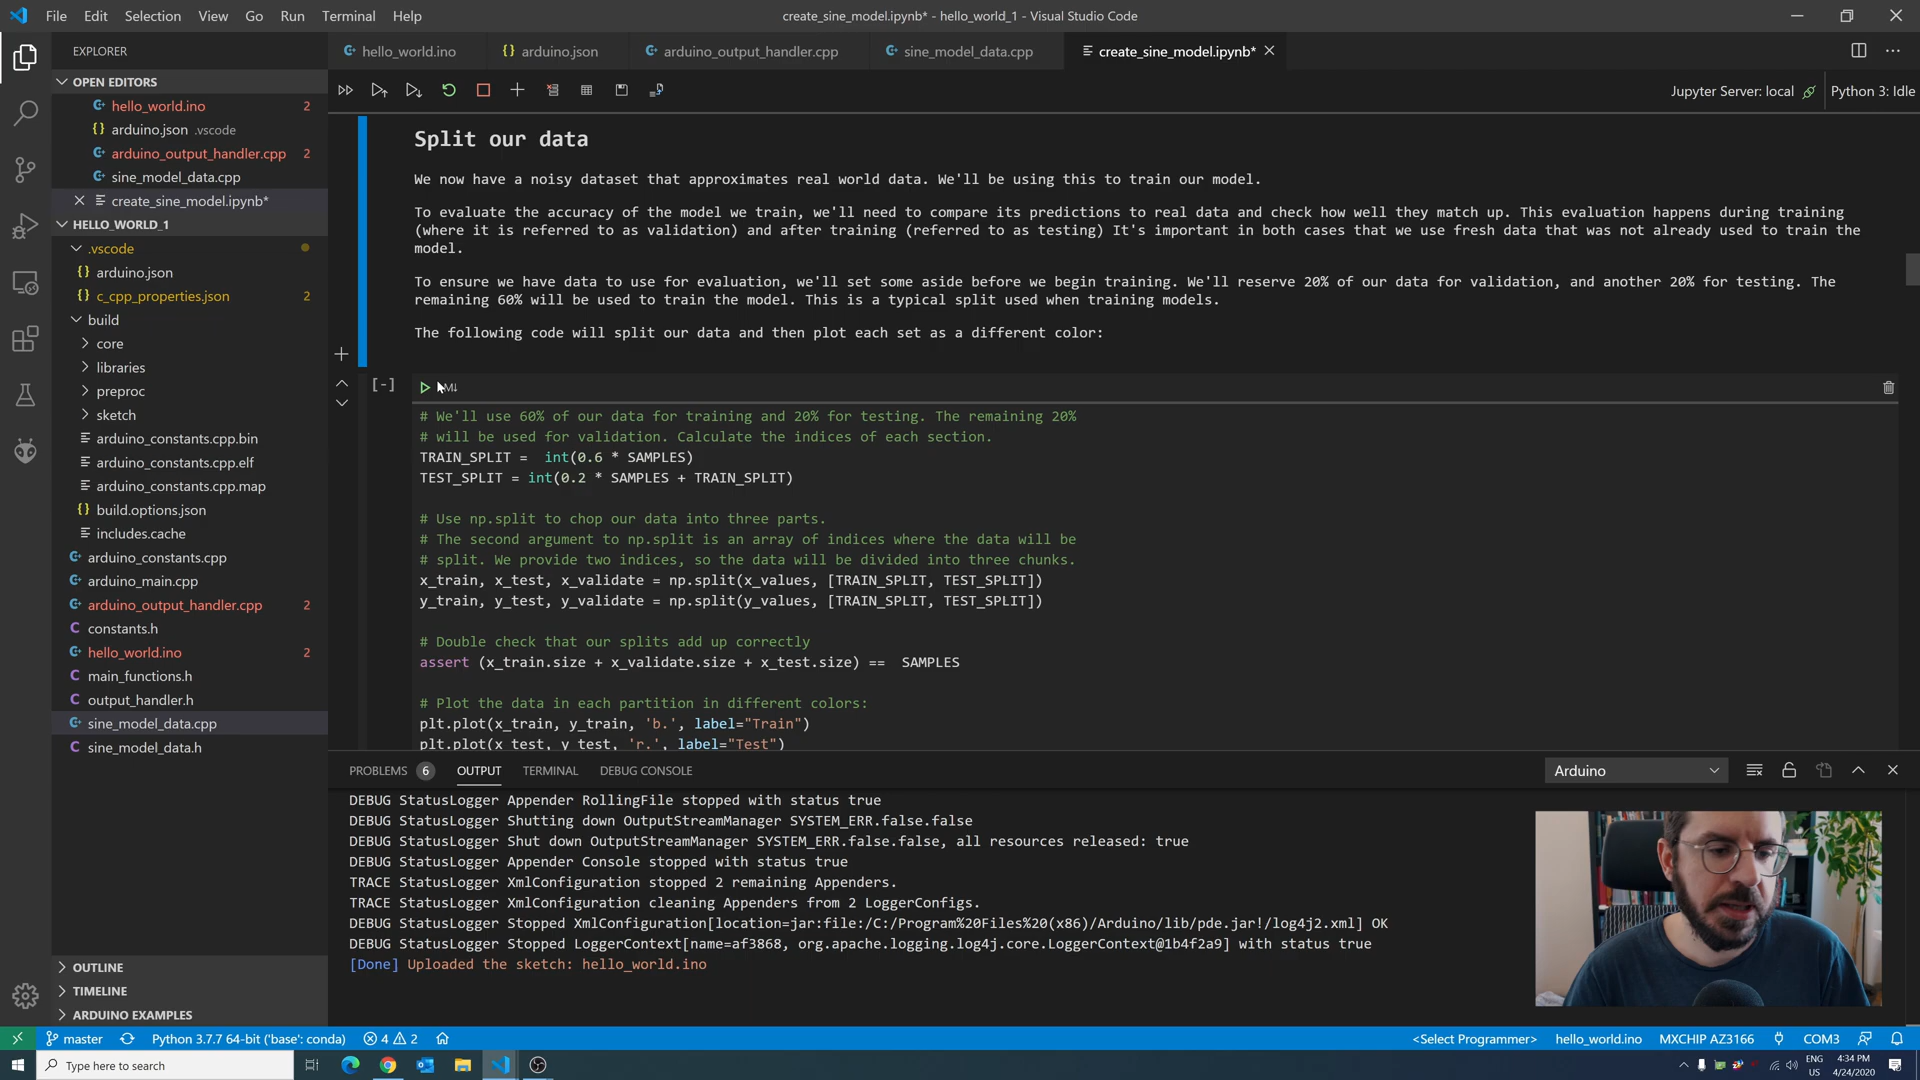 File Edit Selection View Go Run Terminal Help
create_sine_model.ipynb* - hello_world_1 - Visual Studio Code
EXPLORER
OPEN EDITORS
hello_world.ino 2
arduino.json .vscode
arduino_output_handler.cpp 2
sine_model_data.cpp
create_sine_model.ipynb*
HELLO_WORLD_1
.vscode
arduino.json
c_cpp_properties.json 2
build
core
libraries
preproc
sketch
arduino_constants.cpp.bin
arduino_constants.cpp.elf
arduino_constants.cpp.map
build.options.json
includes.cache
arduino_constants.cpp
arduino_main.cpp
arduino_output_handler.cpp 2
constants.h
hello_world.ino 2
main_functions.h
output_handler.h
sine_model_data.cpp
sine_model_data.h
OUTLINE
TIMELINE
ARDUINO EXAMPLES
hello_world.ino arduino.json arduino_output_handler.cpp sine_model_data.cpp create_sine_model.ipynb*
Jupyter Server: local Python 3: Idle
Split our data
We now have a noisy dataset that approximates real world data. We'll be using this to train our model.
To evaluate the accuracy of the model we train, we'll need to compare its predictions to real data and check how well they match up. This evaluation happens during training
(where it is referred to as validation) and after training (referred to as testing) It's important in both cases that we use fresh data that was not already used to train the
model.
To ensure we have data to use for evaluation, we'll set some aside before we begin training. We'll reserve 20% of our data for validation, and another 20% for testing. The
remaining 60% will be used to train the model. This is a typical split used when training models.
The following code will split our data and then plot each set as a different color:
[-] M↓
# We'll use 60% of our data for training and 20% for testing. The remaining 20%
# will be used for validation. Calculate the indices of each section.
TRAIN_SPLIT =  int(0.6 * SAMPLES)
TEST_SPLIT = int(0.2 * SAMPLES + TRAIN_SPLIT)
# Use np.split to chop our data into three parts.
# The second argument to np.split is an array of indices where the data will be
# split. We provide two indices, so the data will be divided into three chunks.
x_train, x_test, x_validate = np.split(x_values, [TRAIN_SPLIT, TEST_SPLIT])
y_train, y_test, y_validate = np.split(y_values, [TRAIN_SPLIT, TEST_SPLIT])
# Double check that our splits add up correctly
assert (x_train.size + x_validate.size + x_test.size) ==  SAMPLES
# Plot the data in each partition in different colors:
plt.plot(x_train, y_train, 'b.', label="Train")
plt.plot(x_test, y_test, 'r.', label="Test")
PROBLEMS 6 OUTPUT TERMINAL DEBUG CONSOLE Arduino
DEBUG StatusLogger Appender RollingFile stopped with status true
DEBUG StatusLogger Shutting down OutputStreamManager SYSTEM_ERR.false.false
DEBUG StatusLogger Shut down OutputStreamManager SYSTEM_ERR.false.false, all resources released: true
DEBUG StatusLogger Appender Console stopped with status true
TRACE StatusLogger XmlConfiguration stopped 2 remaining Appenders.
TRACE StatusLogger XmlConfiguration cleaning Appenders from 2 LoggerConfigs.
DEBUG StatusLogger Stopped XmlConfiguration[location=jar:file:/C:/Program%20Files%20(x86)/Arduino/lib/pde.jar!/log4j2.xml] OK
DEBUG StatusLogger Stopped LoggerContext[name=af3868, org.apache.logging.log4j.core.LoggerContext@1b4f2a9] with status true
[Done] Uploaded the sketch: hello_world.ino
master Python 3.7.7 64-bit ('base': conda) 4 2 <Select Programmer> hello_world.ino MXCHIP AZ3166 COM3
Type here to search
ENG
US
4:34 PM
4/24/2020